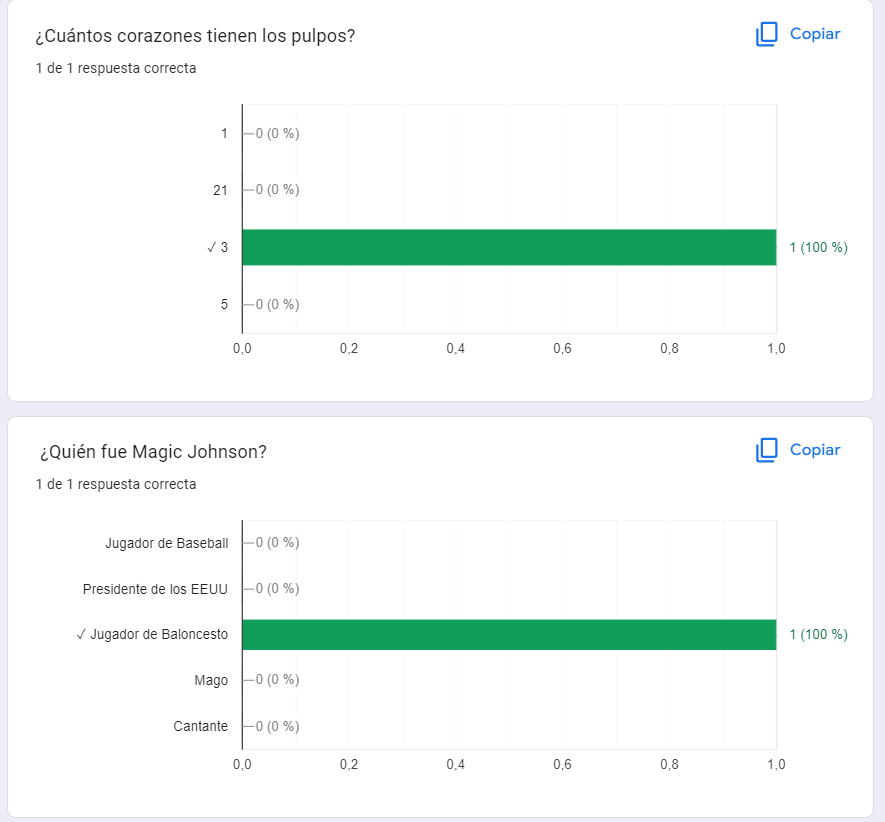 ¿Cuántos corazones tienen los pulpos?
Copiar
1 de 1 respuesta correcta
1
0 (0 %)
21
0 (0 %)
✓ 3
1 (100 %)
5
0 (0 %)
0,0 0,2 0,4 0,6 0,8 1,0
¿Quién fue Magic Johnson?
Copiar
1 de 1 respuesta correcta
Jugador de Baseball
0 (0 %)
Presidente de los EEUU
0 (0 %)
✓ Jugador de Baloncesto
1 (100 %)
Mago
0 (0 %)
Cantante
0 (0 %)
0,0 0,2 0,4 0,6 0,8 1,0